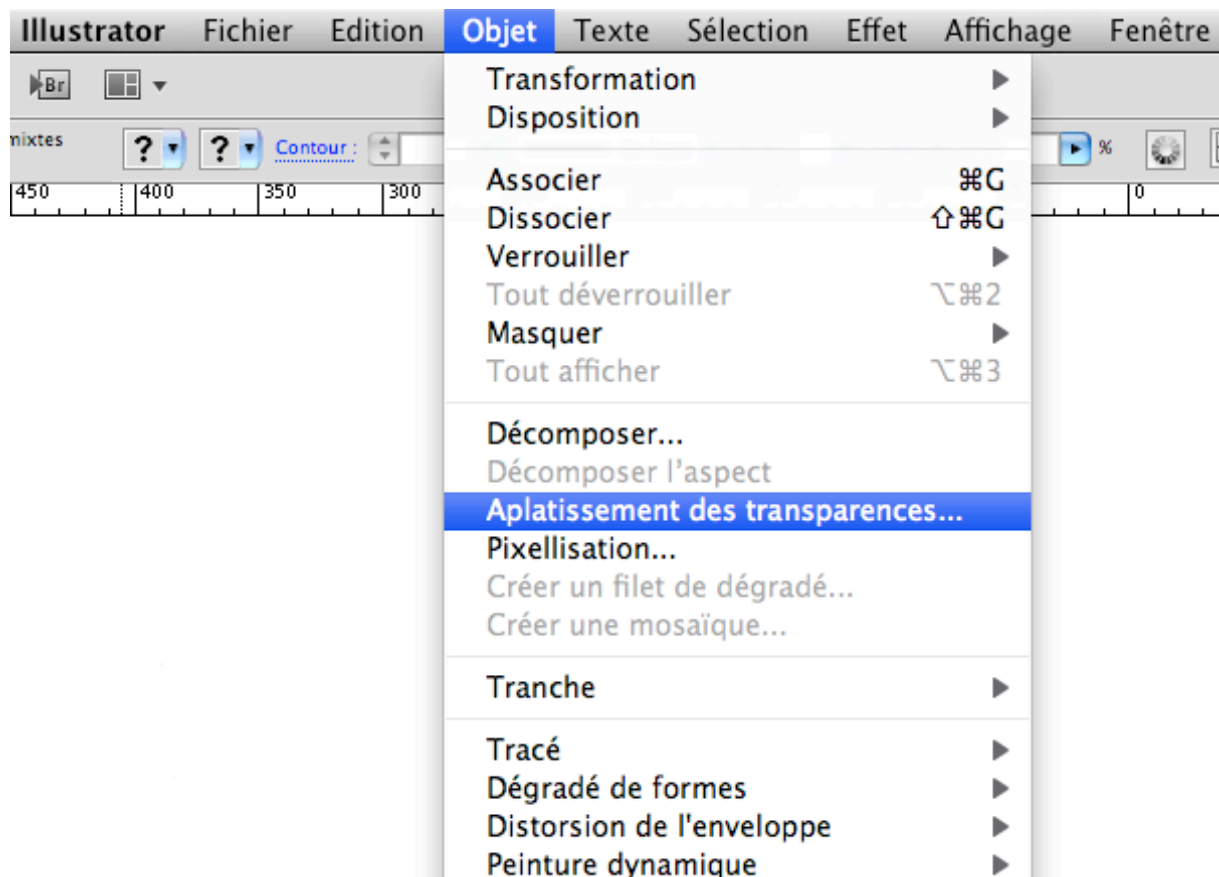 Illustrator Fichier Edition Objet Texte Sélection Effet Affichage Fenêtre
Br
mixtes ? ? Contour : %
450 400 350 300 0
Transformation
Disposition
Associer ⌘G
Dissocier ⇧⌘G
Verrouiller
Tout déverrouiller ⌥⌘2
Masquer
Tout afficher ⌥⌘3
Décomposer...
Décomposer l'aspect
Aplatissement des transparences...
Pixellisation...
Créer un filet de dégradé...
Créer une mosaïque...
Tranche
Tracé
Dégradé de formes
Distorsion de l'enveloppe
Peinture dynamique